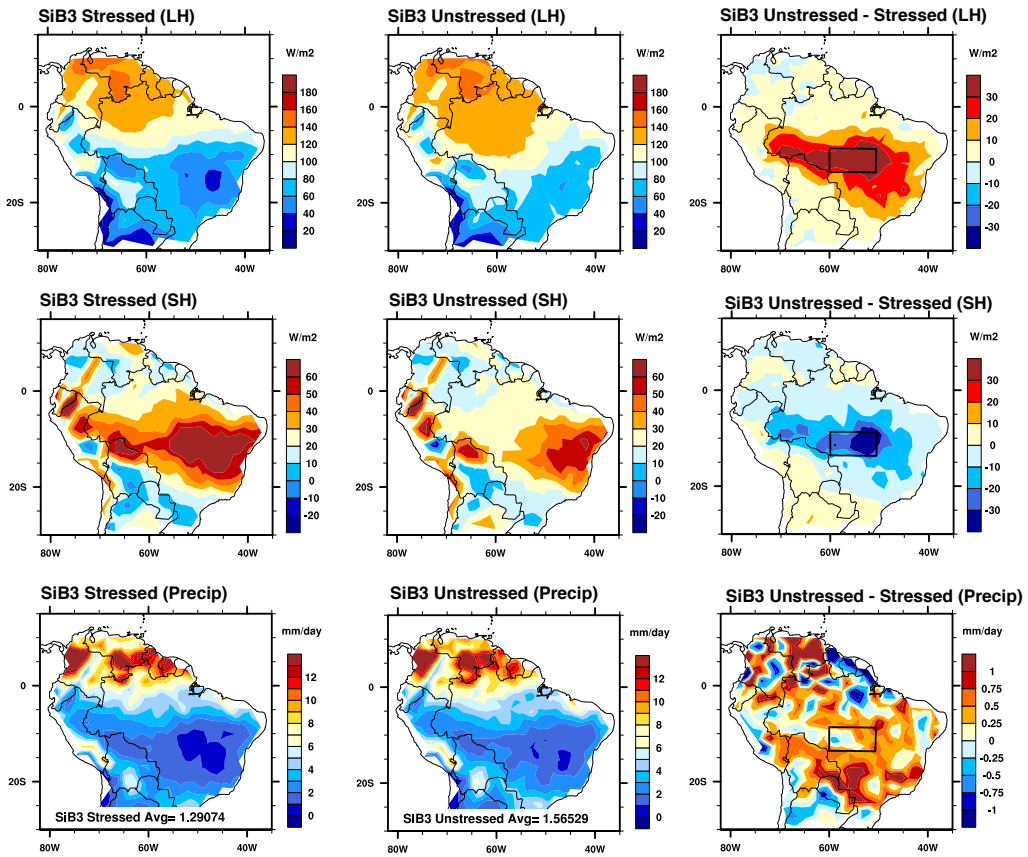 SiB3 Stressed (LH)
SiB3 Unstressed (LH)
SiB3 Unstressed - Stressed (LH)
W/m2
180
160
140
120
100
80
60
40
20
0
20S
80W 60W 40W
W/m2
180
160
140
120
100
80
60
40
20
0
20S
80W 60W 40W
W/m2
30
20
10
0
-10
-20
-30
0
20S
80W 60W 40W
SiB3 Stressed (SH)
SiB3 Unstressed (SH)
SiB3 Unstressed - Stressed (SH)
W/m2
60
50
40
30
20
10
0
-10
-20
0
20S
80W 60W 40W
W/m2
60
50
40
30
20
10
0
-10
-20
0
20S
80W 60W 40W
W/m2
30
20
10
0
-10
-20
-30
0
20S
80W 60W 40W
SiB3 Stressed (Precip)
SiB3 Unstressed (Precip)
SiB3 Unstressed - Stressed (Precip)
mm/day
12
10
8
7
6
5
4
2
0
0
20S
SiB3 Stressed Avg= 1.29074
80W 60W 40W
mm/day
12
10
8
7
6
5
4
2
0
0
20S
SIB3 Unstressed Avg= 1.56529
80W 60W 40W
mm/day
1
0.75
0.5
0.25
0
-0.25
-0.5
-0.75
-1
0
20S
80W 60W 40W